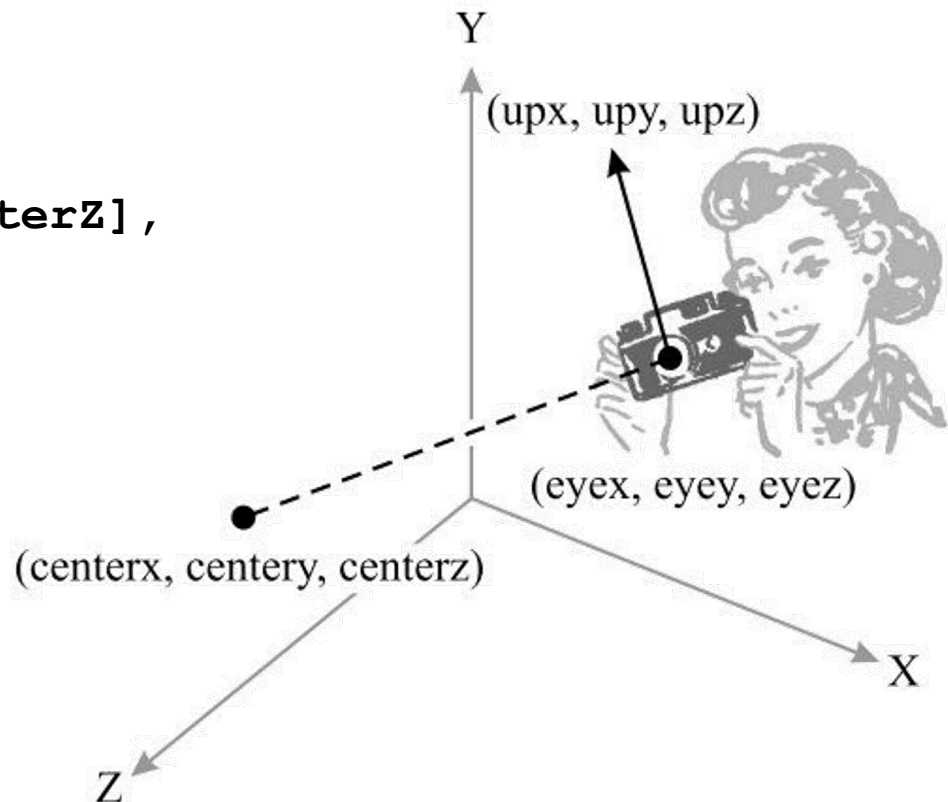 Y
(upx, upy, upz)
terZ],
(eyex, eyey, eyez)
(centerx, centery, centerz)
X
Z